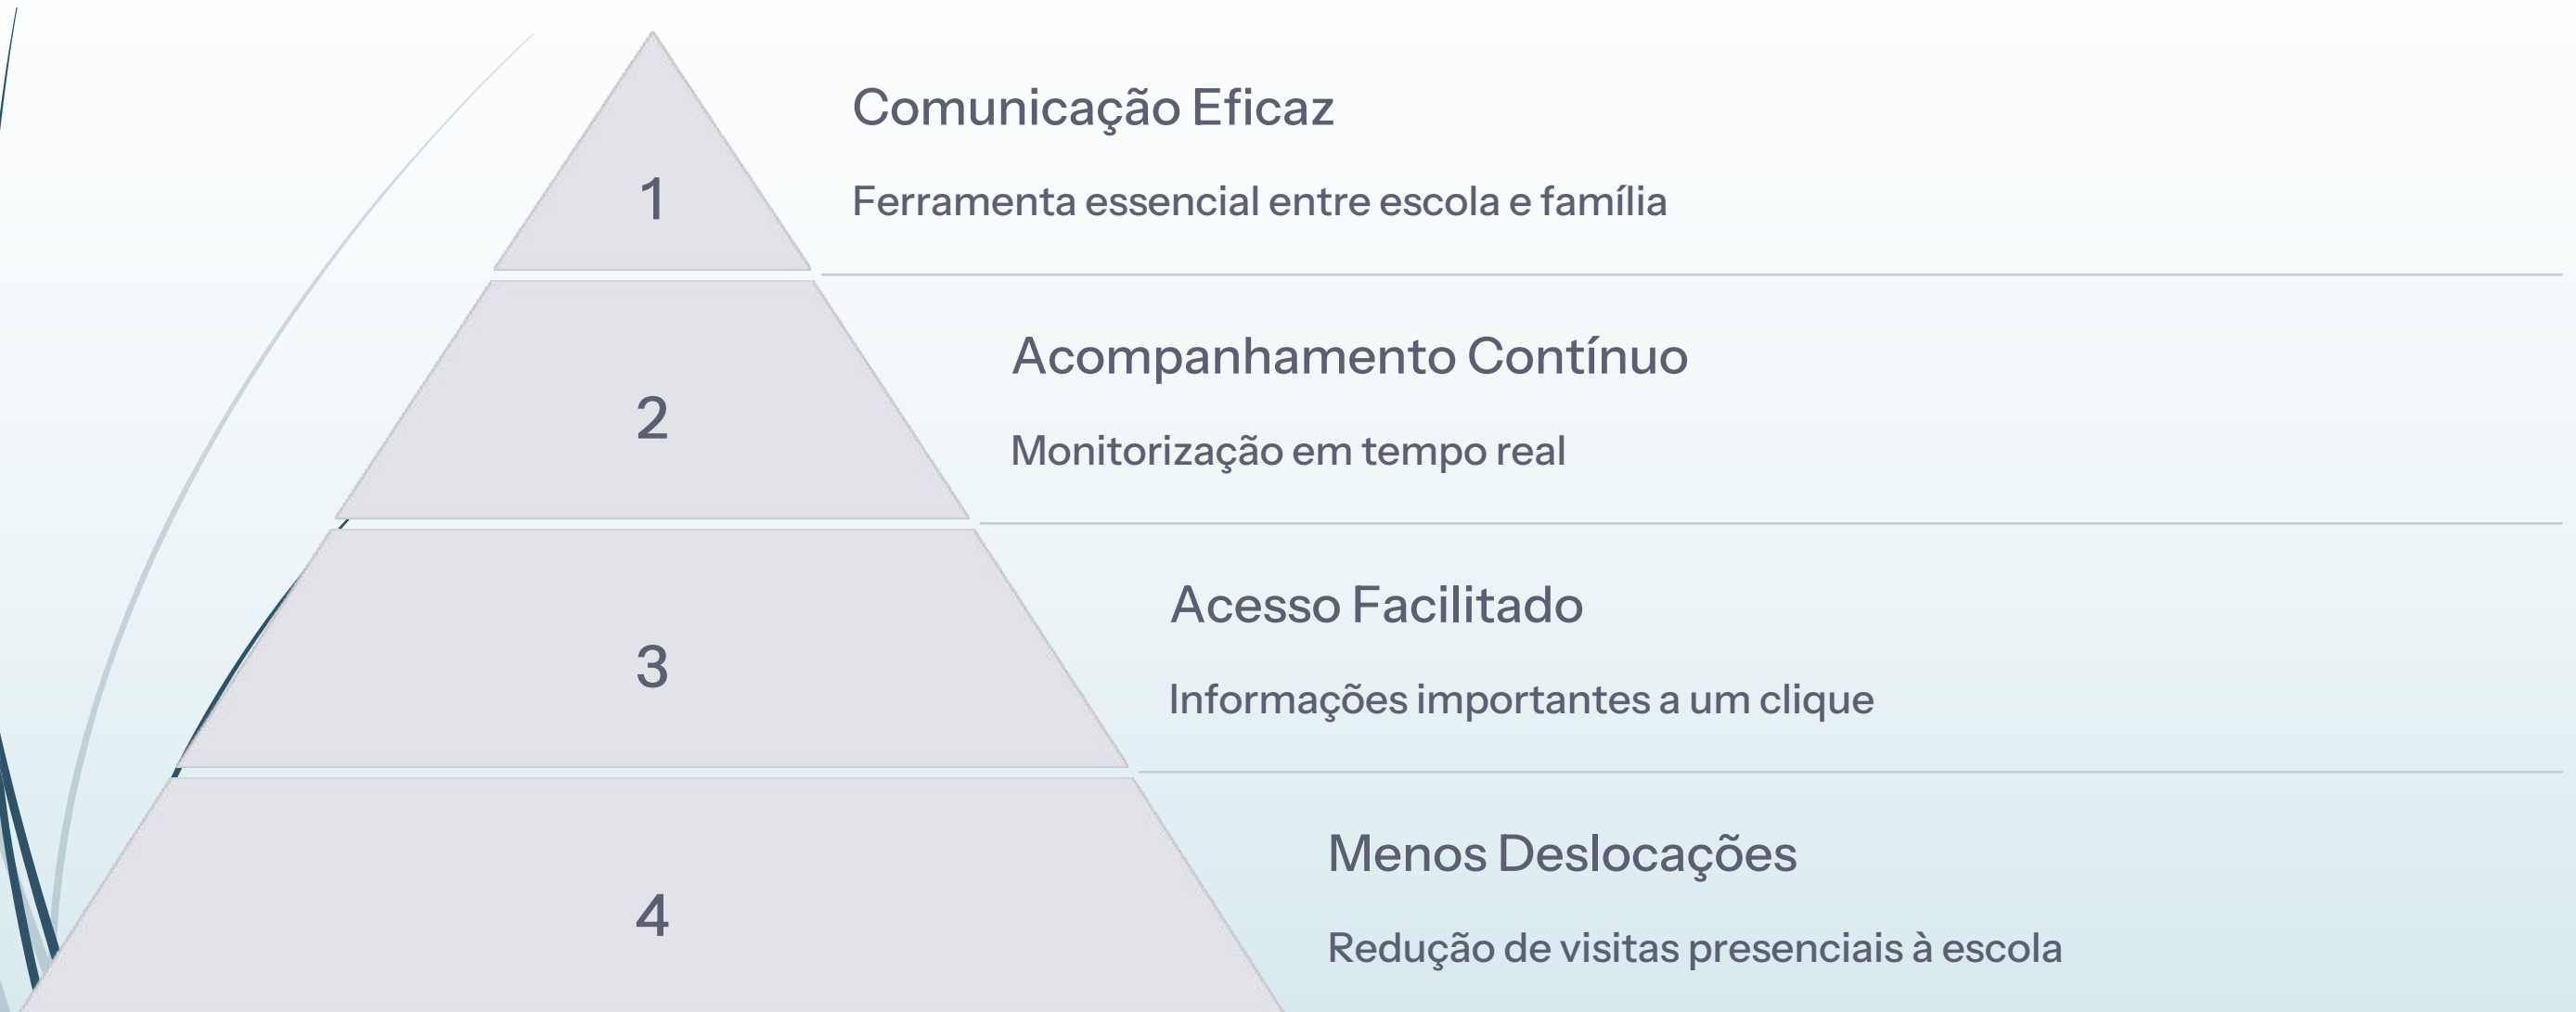 1
Comunicação Eficaz
Ferramenta essencial entre escola e família
2
Acompanhamento Contínuo
Monitorização em tempo real
3
Acesso Facilitado
Informações importantes a um clique
4
Menos Deslocações
Redução de visitas presenciais à escola